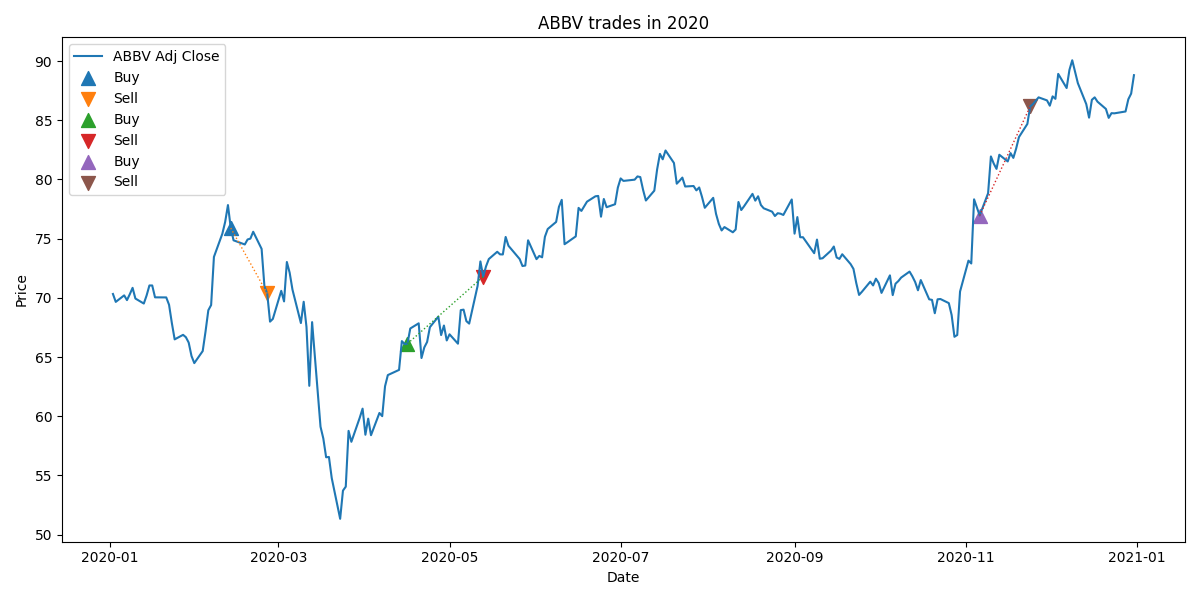 ABBV trades in 2020
ABBV Adj Close
Buy
Sell
Buy
Sell
Buy
Sell
90
85
80
75
70
65
60
55
50
Price
2020-01 2020-03 2020-05 2020-07 2020-09 2020-11 2021-01
Date